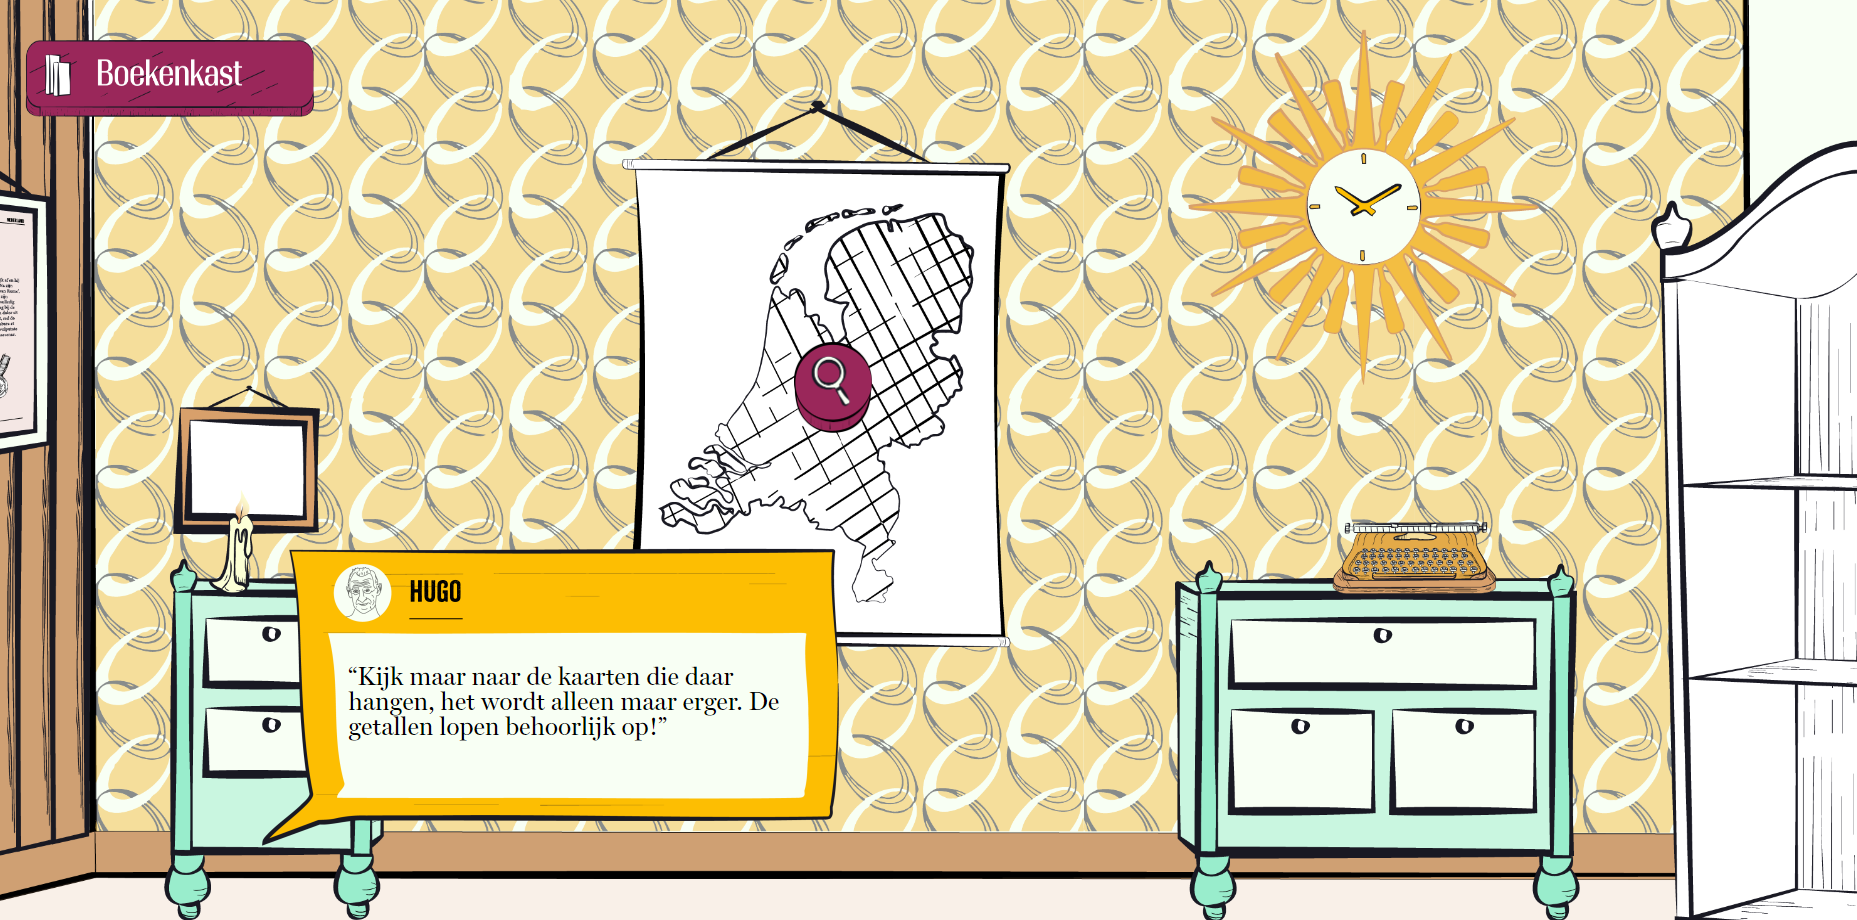 Boekenkast
HUGO
“Kijk maar naar de kaarten die daar
hangen, het wordt alleen maar erger. De
getallen lopen behoorlijk op!”